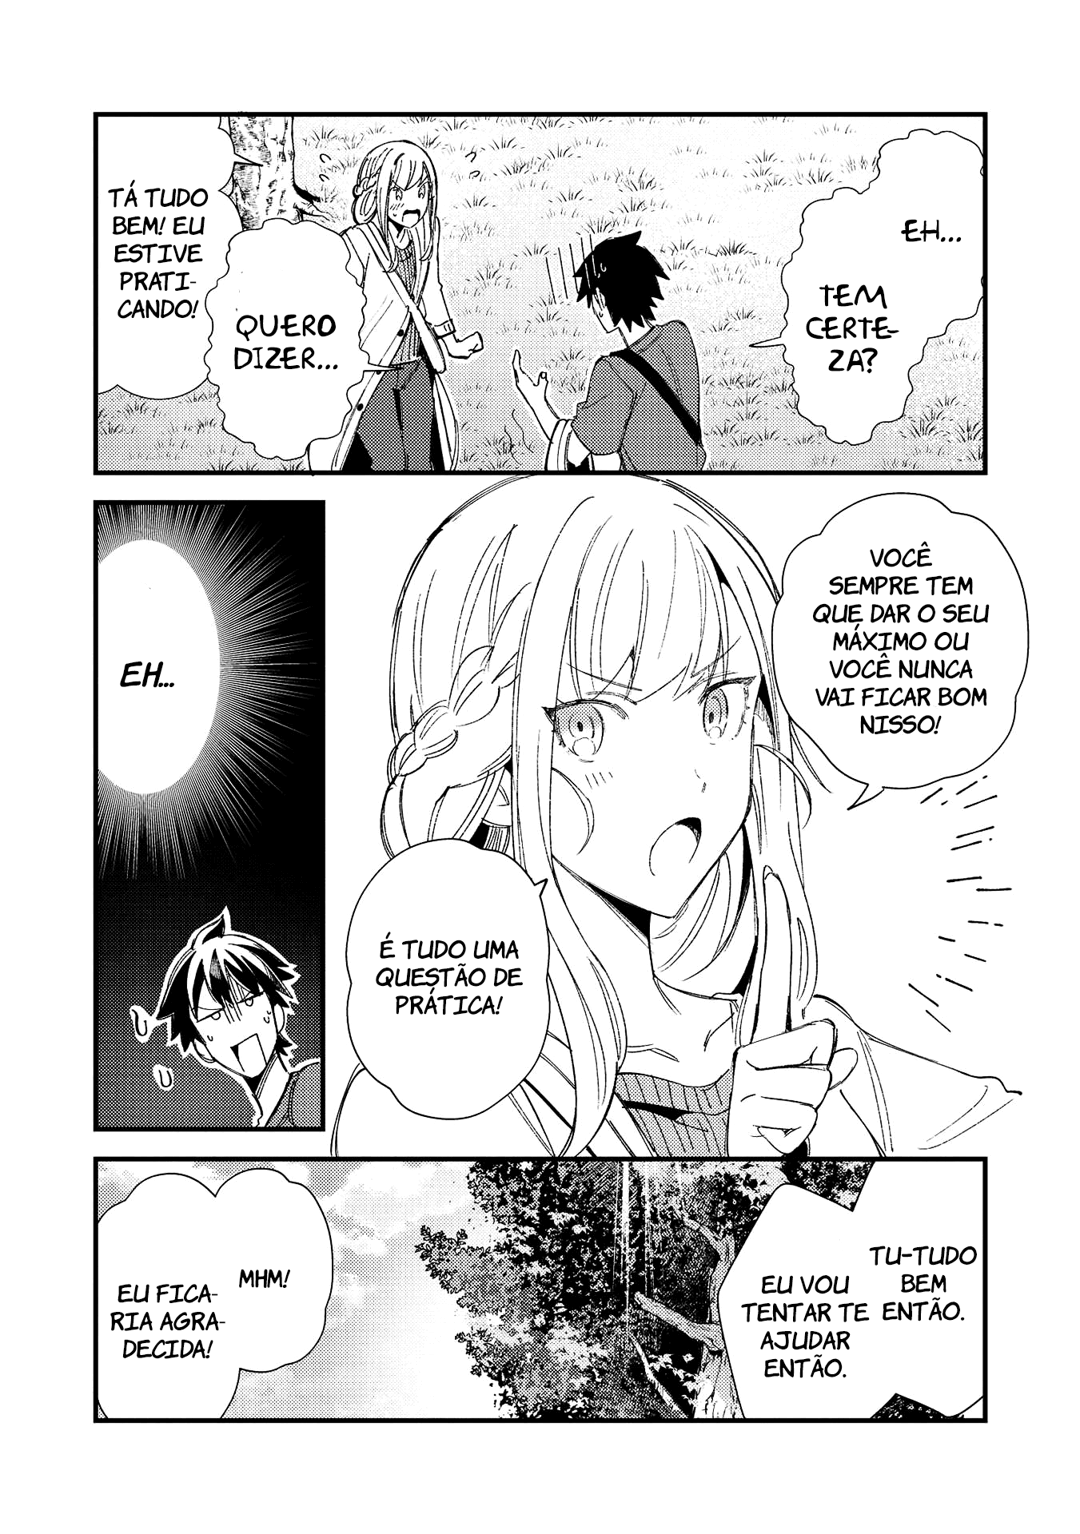 EH...
TEM
CERTE-
ZA?
QUERO
DIZER...
TÁ TUDO
BEM! EU
ESTIVE
PRATI-
CANDO!
VOCÊ
SEMPRE TEM
QUE DAR O SEU
MÁXIMO OU
VOCÊ NUNCA
VAI FICAR BOM
NISSO!
É TUDO UMA
QUESTÃO DE
PRÁTICA!
EH...
TU-TUDO
BEM
ENTÃO.
EU VOU
TENTAR TE
AJUDAR
ENTÃO.
MHM!
EU FICA-
RIA AGRA-
DECIDA!